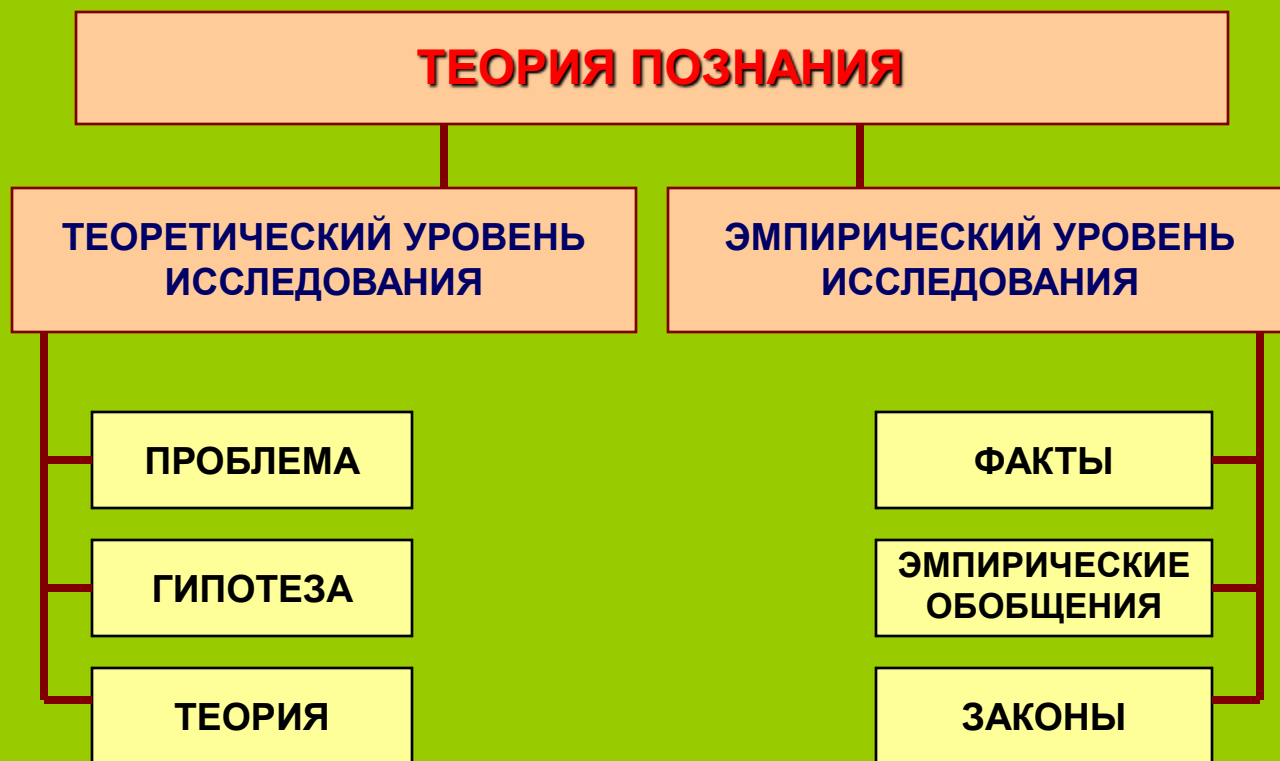 ТЕОРИЯ ПОЗНАНИЯ
ТЕОРЕТИЧЕСКИЙ УРОВЕНЬ
ИССЛЕДОВАНИЯ
ЭМПИРИЧЕСКИЙ УРОВЕНЬ
ИССЛЕДОВАНИЯ
ПРОБЛЕМА
ГИПОТЕЗА
ТЕОРИЯ
ФАКТЫ
ЭМПИРИЧЕСКИЕ
ОБОБЩЕНИЯ
ЗАКОНЫ